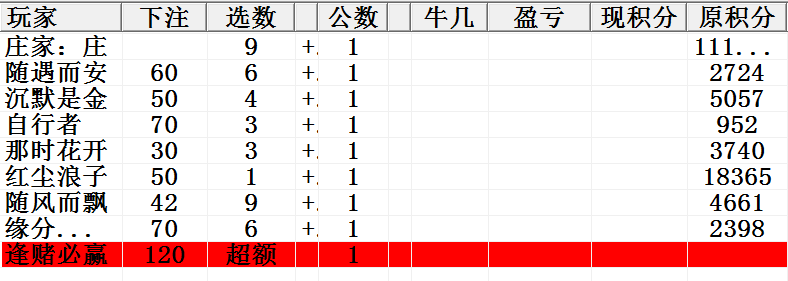 玩家 下注 选数 公数 牛几 盈亏 现积分 原积分
庄家：庄 9 +. 1 111...
随遇而安 60 6 +. 1 2724
沉默是金 50 4 +. 1 5057
自行者 70 3 +. 1 952
那时花开 30 3 +. 1 3740
红尘浪子 50 1 +. 1 18365
随风而飘 42 9 +. 1 4661
缘分... 70 6 +. 1 2398
逢赌必赢 120 超额 1